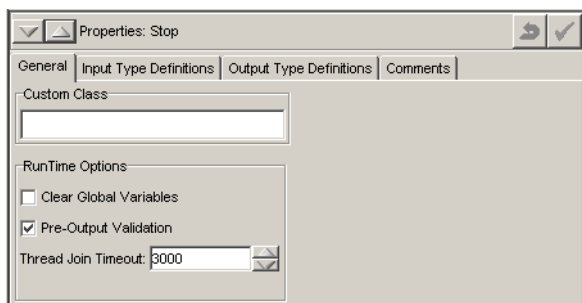 Properties: Stop
General Input Type Definitions Output Type Definitions Comments
Custom Class
RunTime Options
Clear Global Variables
Pre-Output Validation
Thread Join Timeout: 3000